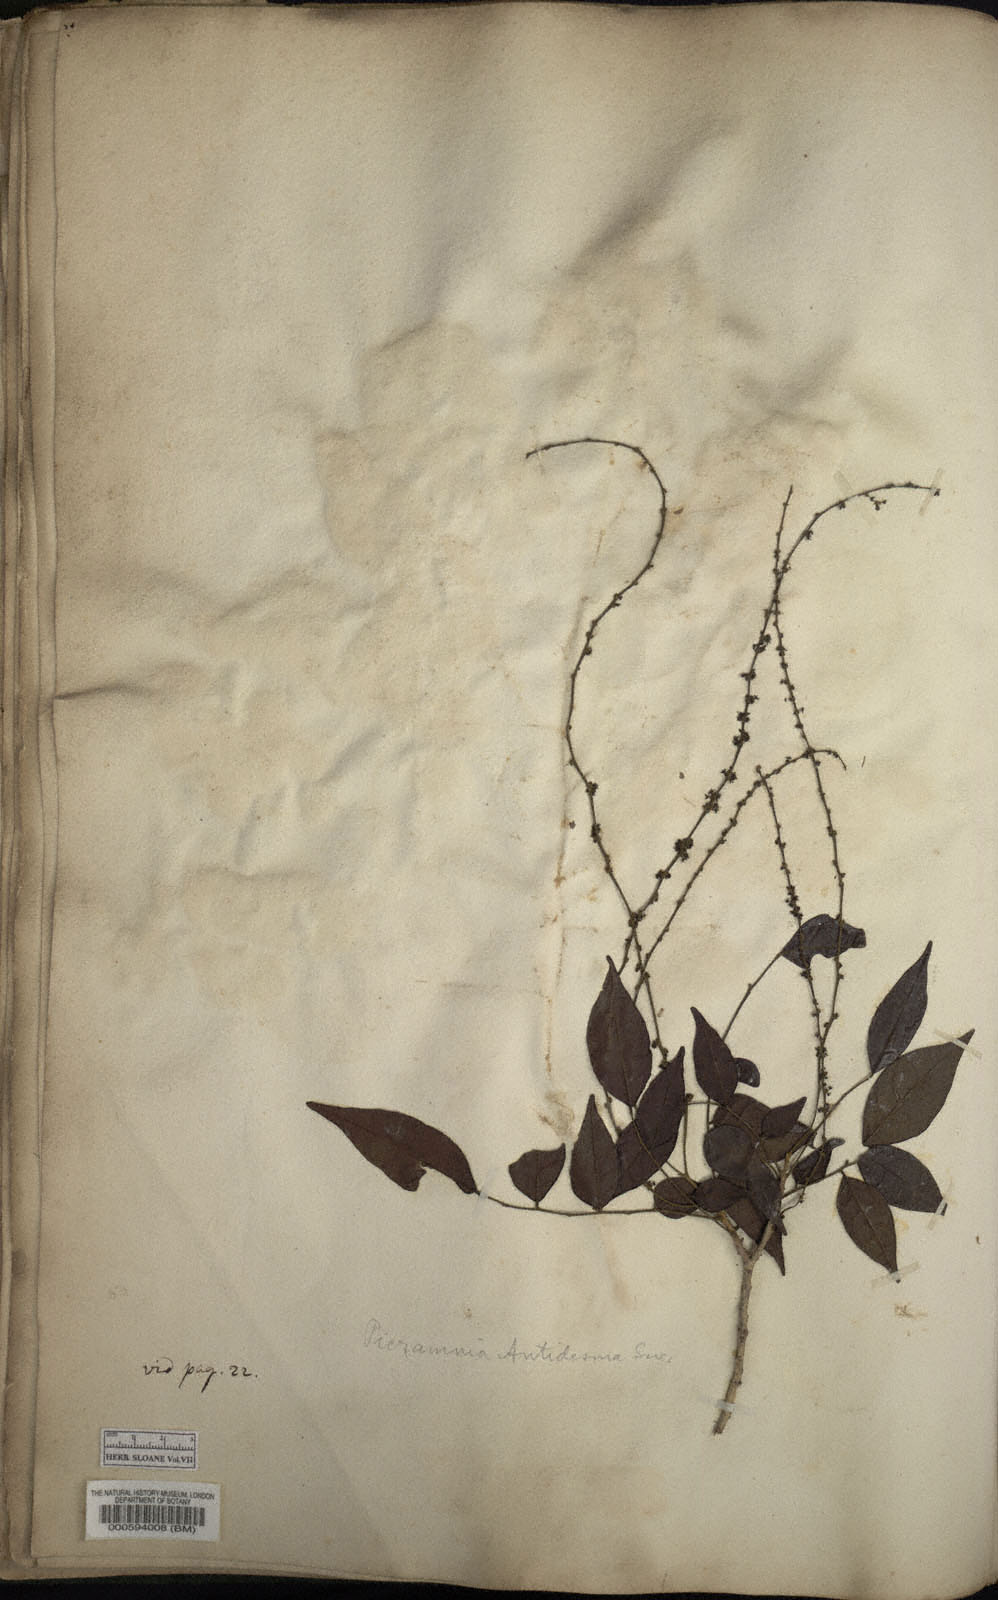 Picramnia Antidesma Sw.
vid pag. 22.
HERB. SLOANE Vol. VII
THE NATURAL HISTORY MUSEUM, LONDON
DEPARTMENT OF BOTANY
000594008 (BM)